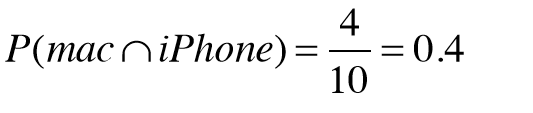 P(mac ∩ iPhone) = 4/10 = 0.4